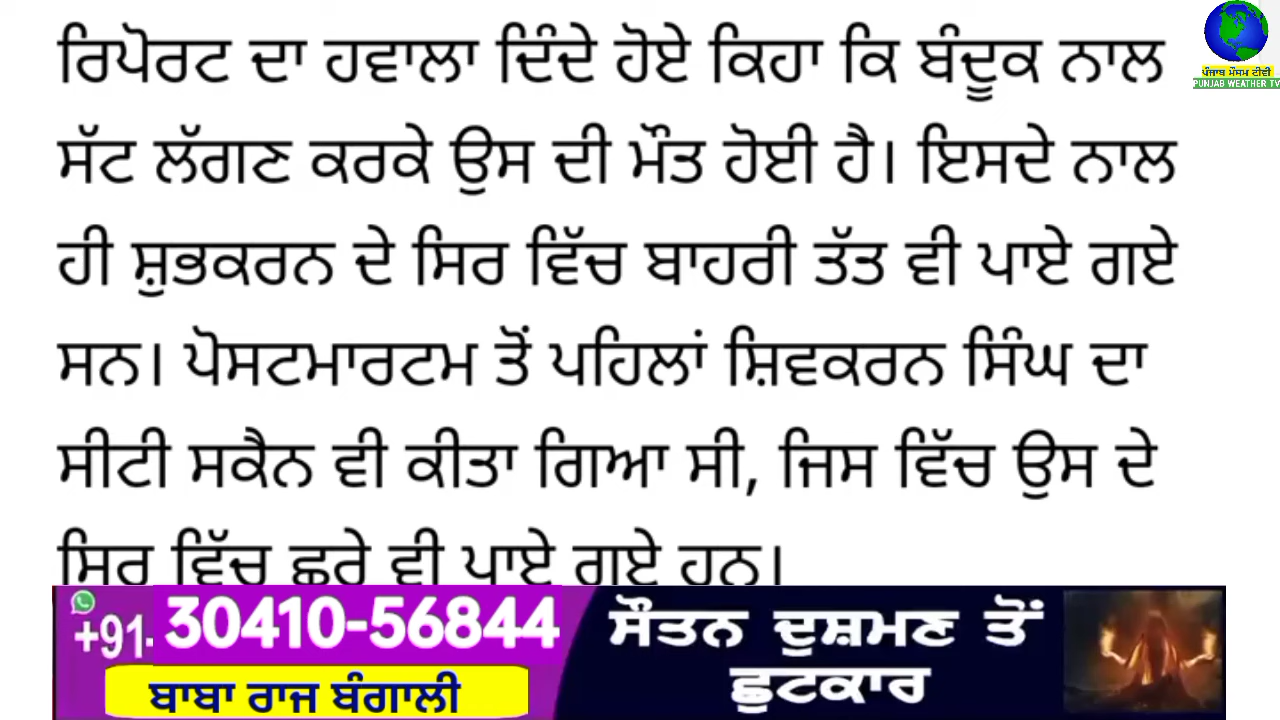 ਰਿਪੋਰਟ ਦਾ ਹਵਾਲਾ ਦਿੰਦੇ ਹੋਏ ਕਿਹਾ ਕਿ ਬੰਦੂਕ ਨਾਲ
ਸੱਟ ਲੱਗਣ ਕਰਕੇ ਉਸ ਦੀ ਮੌਤ ਹੋਈ ਹੈ। ਇਸਦੇ ਨਾਲ
ਹੀ ਸ਼ੁਭਕਰਨ ਦੇ ਸਿਰ ਵਿੱਚ ਬਾਹਰੀ ਤੱਤ ਵੀ ਪਾਏ ਗਏ
ਸਨ। ਪੋਸਟਮਾਰਟਮ ਤੋਂ ਪਹਿਲਾਂ ਸ਼ਿਵਕਰਨ ਸਿੰਘ ਦਾ
ਸੀਟੀ ਸਕੈਨ ਵੀ ਕੀਤਾ ਗਿਆ ਸੀ, ਜਿਸ ਵਿੱਚ ਉਸ ਦੇ
ਸਿਰ ਵਿੱਚ ਛਰੇ ਵੀ ਪਾਏ ਗਏ ਹਨ।
ਪੰਜਾਬ ਮੌਸਮ ਟੀਵੀ
PUNJAB WEATHER TV
+91- 30410-56844
ਬਾਬਾ ਰਾਜ ਬੰਗਾਲੀ
ਸੌਤਨ ਦੁਸ਼ਮਣ ਤੋਂ
ਛੁਟਕਾਰ